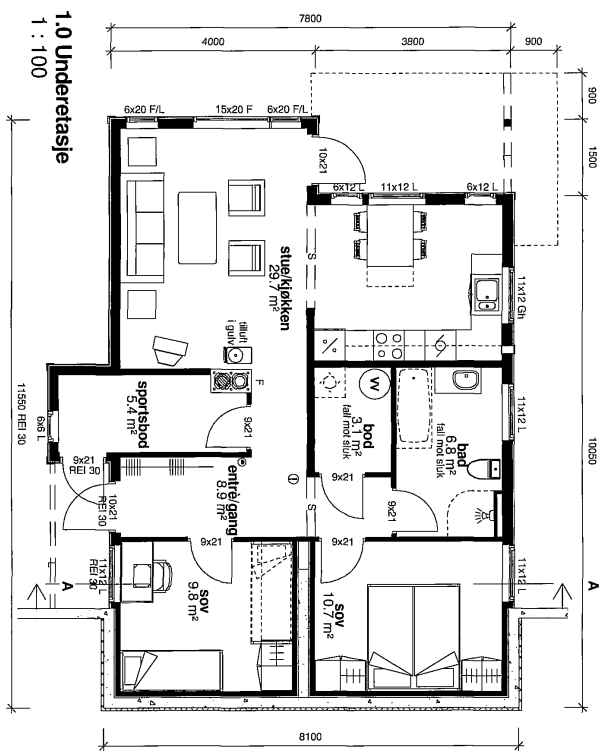 1.0 Underetasje
1 : 100
7800
4000
3800
900
900
1500
10050
11550 REI 30
8100
6x20 F/L
15x20 F
6x20 F/L
10x21
6x12 L
11x12 L
6x12 L
11x12 Gh
11x12 L
11x12 L
stue/kjøkken
29.7 m²
S
tilluft
i gulv
F
sportsbod
5.4 m²
9x21
6x6 L
9x21
REI 30
10x21
REI 30
11x12 L
REI 30
entrè/gang
8.9 m²
S
W
bod
3.1 m²
fall mot sluk
bad
6.8 m²
fall mot sluk
9x21
9x21
9x21
9x21
sov
9.8 m²
sov
10.7 m²
A
A